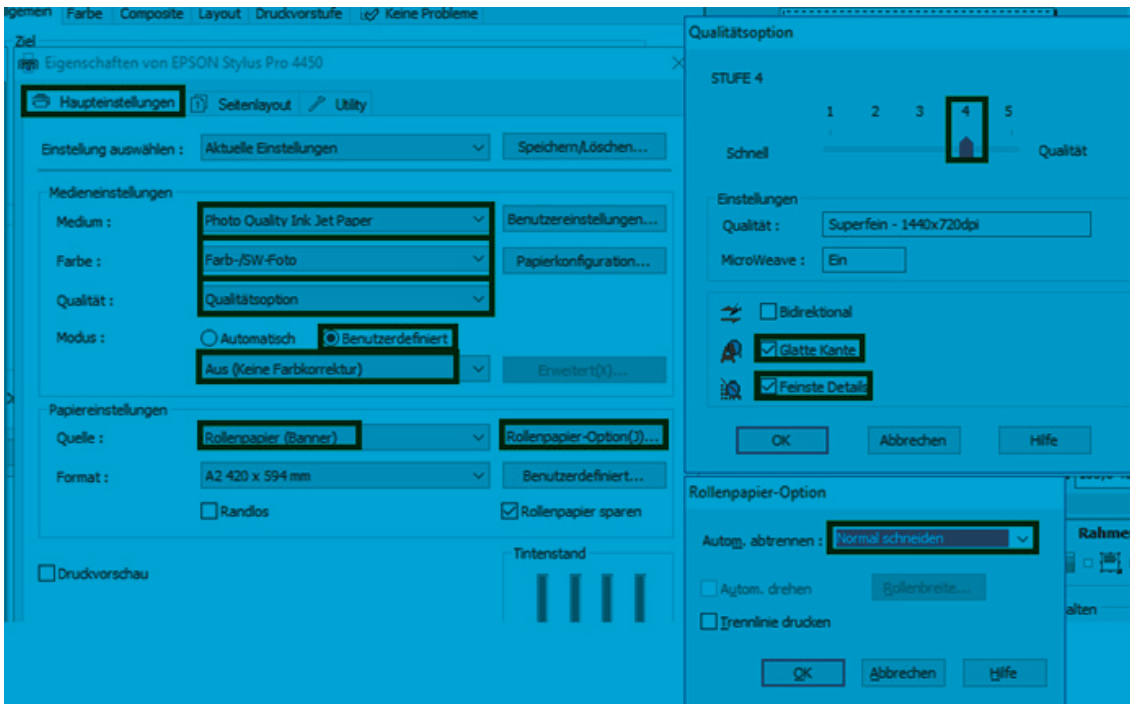 Farbe Composite Layout Druckvorstufe Keine Probleme
Ziel
Eigenschaften von EPSON Stylus Pro 4450
Haupteinstellungen Seitenlayout Utility
Einstellung auswählen : Aktuelle Einstellungen Speichern/Löschen...
Medieneinstellungen
Medium : Photo Quality Ink Jet Paper Benutzereinstellungen...
Farbe : Farb-/SW-Foto Papierkonfiguration...
Qualität : Qualitätsoption
Modus : Automatisch Benutzerdefiniert
Aus (Keine Farbkorrektur) Erweitert(X)...
Papiereinstellungen
Quelle : Rollenpapier (Banner) Rollenpapier-Option(J)...
Format : A2 420 x 594 mm Benutzerdefiniert...
Randlos Rollenpapier sparen
Druckvorschau
Tintenstand
Qualitätsoption
STUFE 4
1 2 3 4 5
Schnell Qualität
Einstellungen
Qualität : Superfein - 1440x720dpi
MicroWeave : Ein
Bidirektional
Glatte Kante
Feinste Details
OK Abbrechen Hilfe
Rollenpapier-Option
Autom. abtrennen : Normal schneiden
Autom. drehen Rollenbreite...
Trennlinie drucken
OK Abbrechen Hilfe